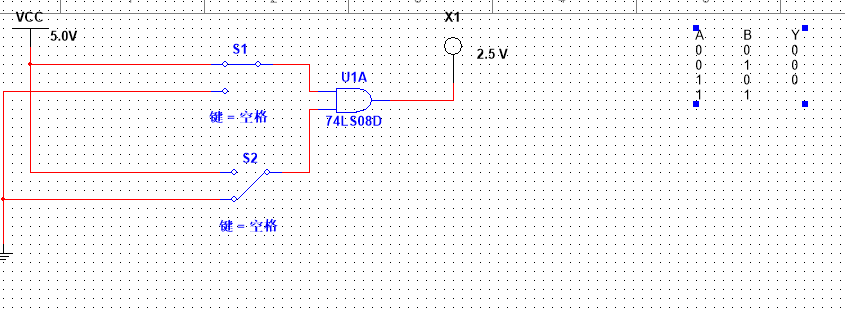 VCC
5.0V
S1
键 = 空格
U1A
74LS08D
S2
键 = 空格
X1
2.5 V
A B Y
0 0 0
0 1 0
1 0 0
1 1